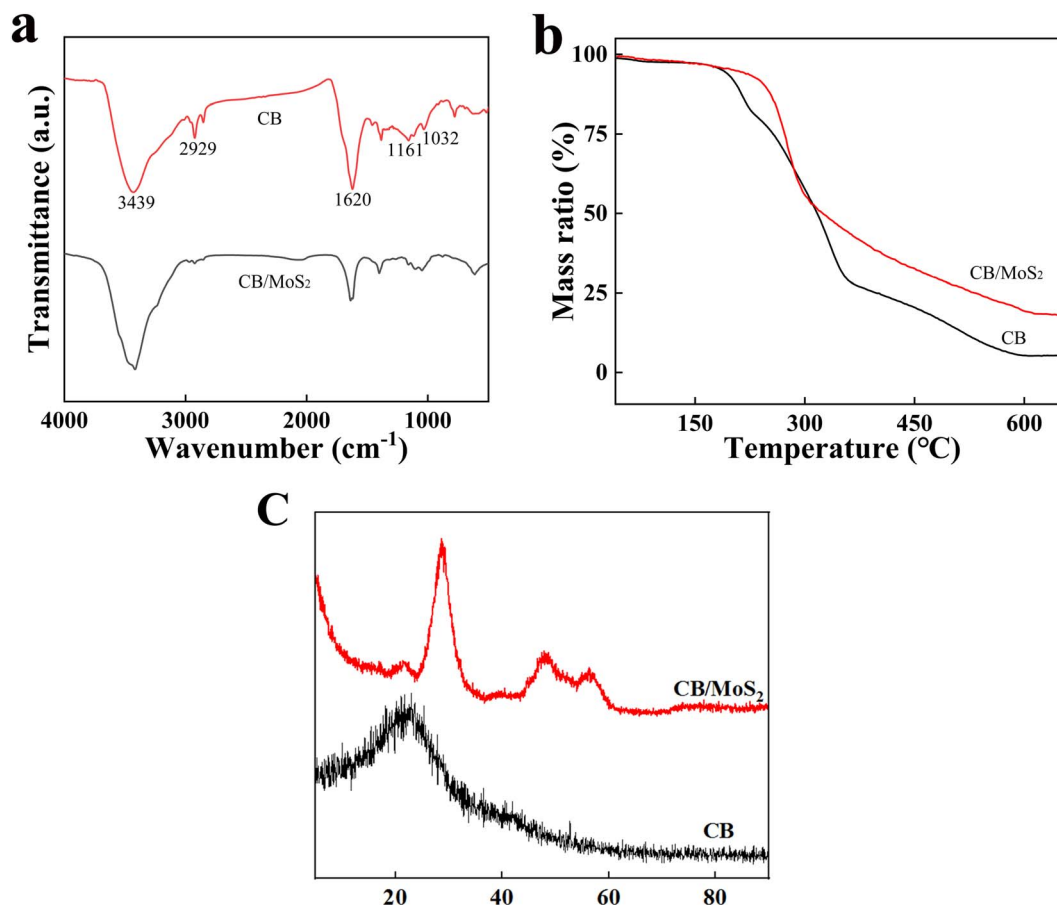 a
Transmittance (a.u.)
CB
2929
1161
1032
3439
1620
CB/MoS₂
4000 3000 2000 1000
Wavenumber (cm⁻¹)
b
Mass ratio (%)
100
75
50
25
0
CB/MoS₂
CB
150 300 450 600
Temperature (℃)
C
CB/MoS₂
CB
20 40 60 80